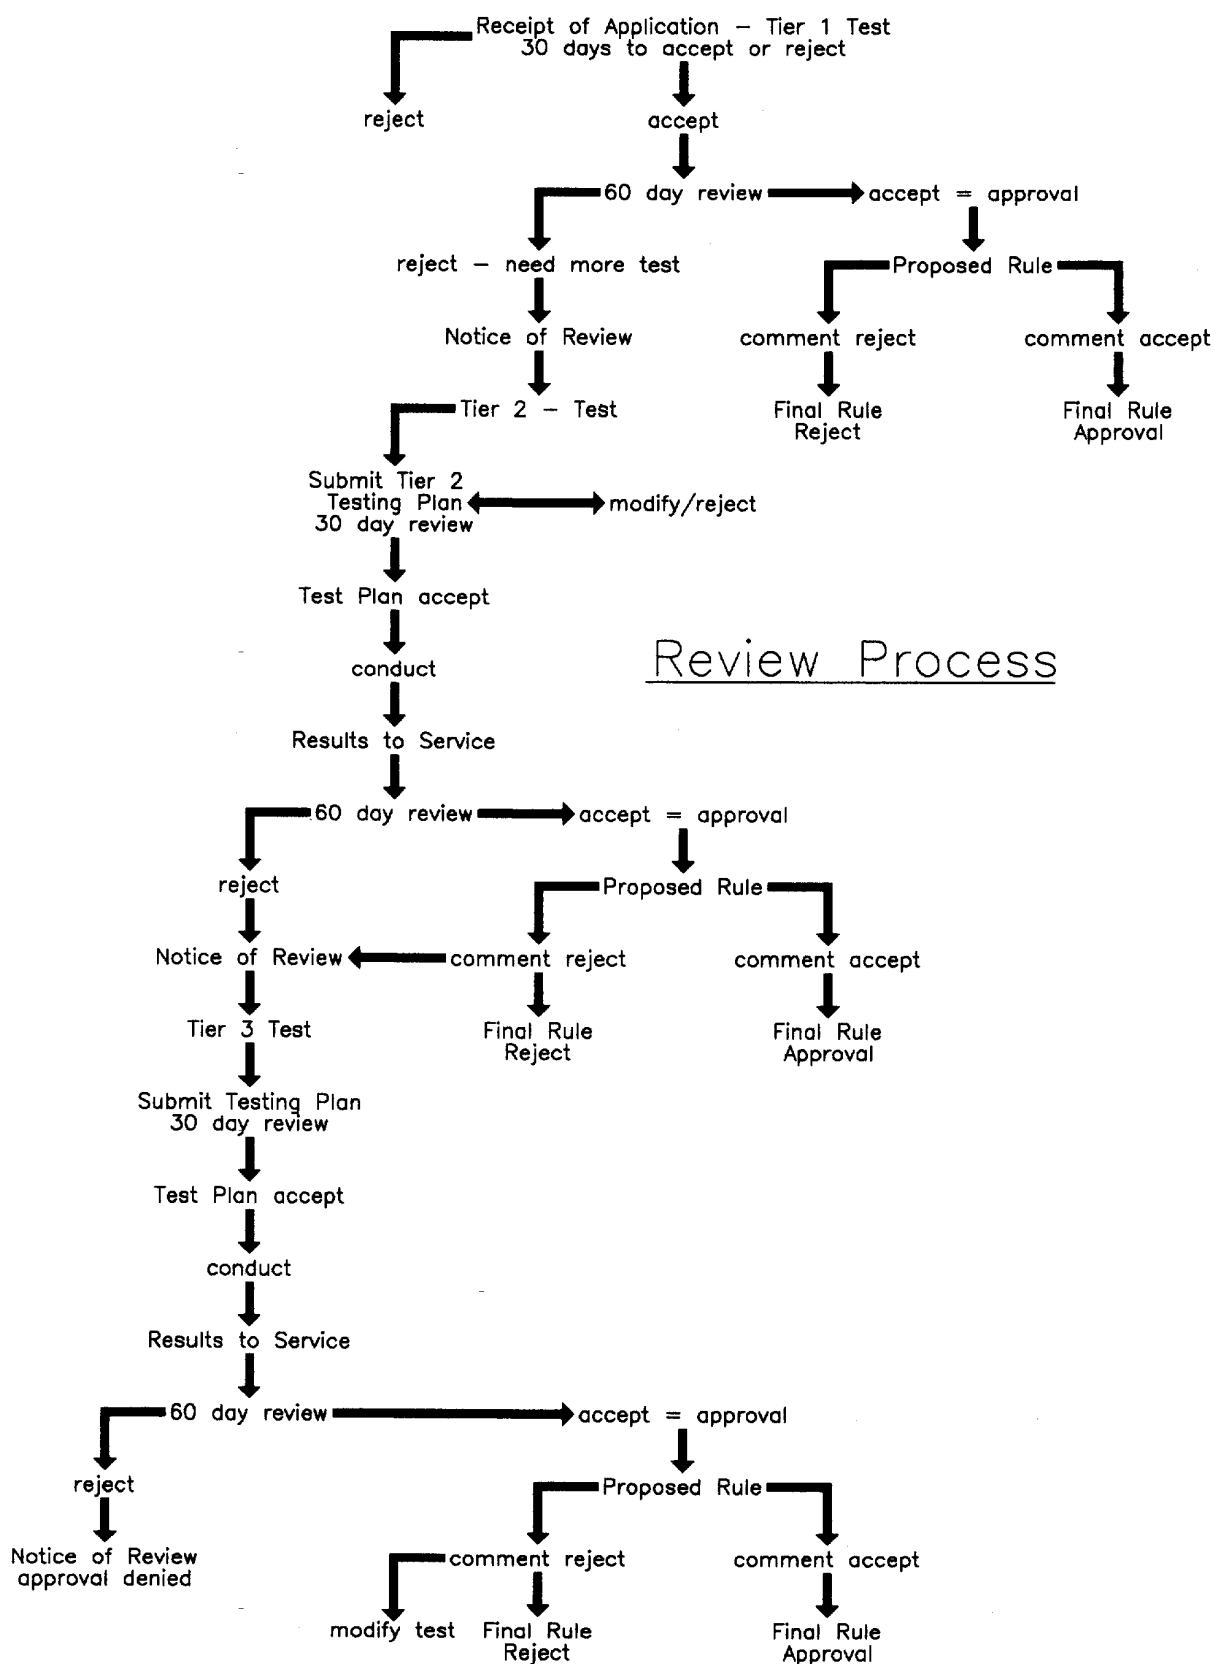 Receipt of Application – Tier 1 Test
30 days to accept or reject
reject
accept
60 day review
accept = approval
reject – need more test
Proposed Rule
Notice of Review
comment reject
comment accept
Tier 2 – Test
Final Rule
Reject
Final Rule
Approval
Submit Tier 2
Testing Plan
30 day review
modify/reject
Test Plan accept
Review Process
conduct
Results to Service
60 day review
accept = approval
reject
Proposed Rule
Notice of Review
comment reject
comment accept
Tier 3 Test
Final Rule
Reject
Final Rule
Approval
Submit Testing Plan
30 day review
Test Plan accept
conduct
Results to Service
60 day review
accept = approval
reject
Proposed Rule
Notice of Review
approval denied
comment reject
comment accept
modify test
Final Rule
Reject
Final Rule
Approval